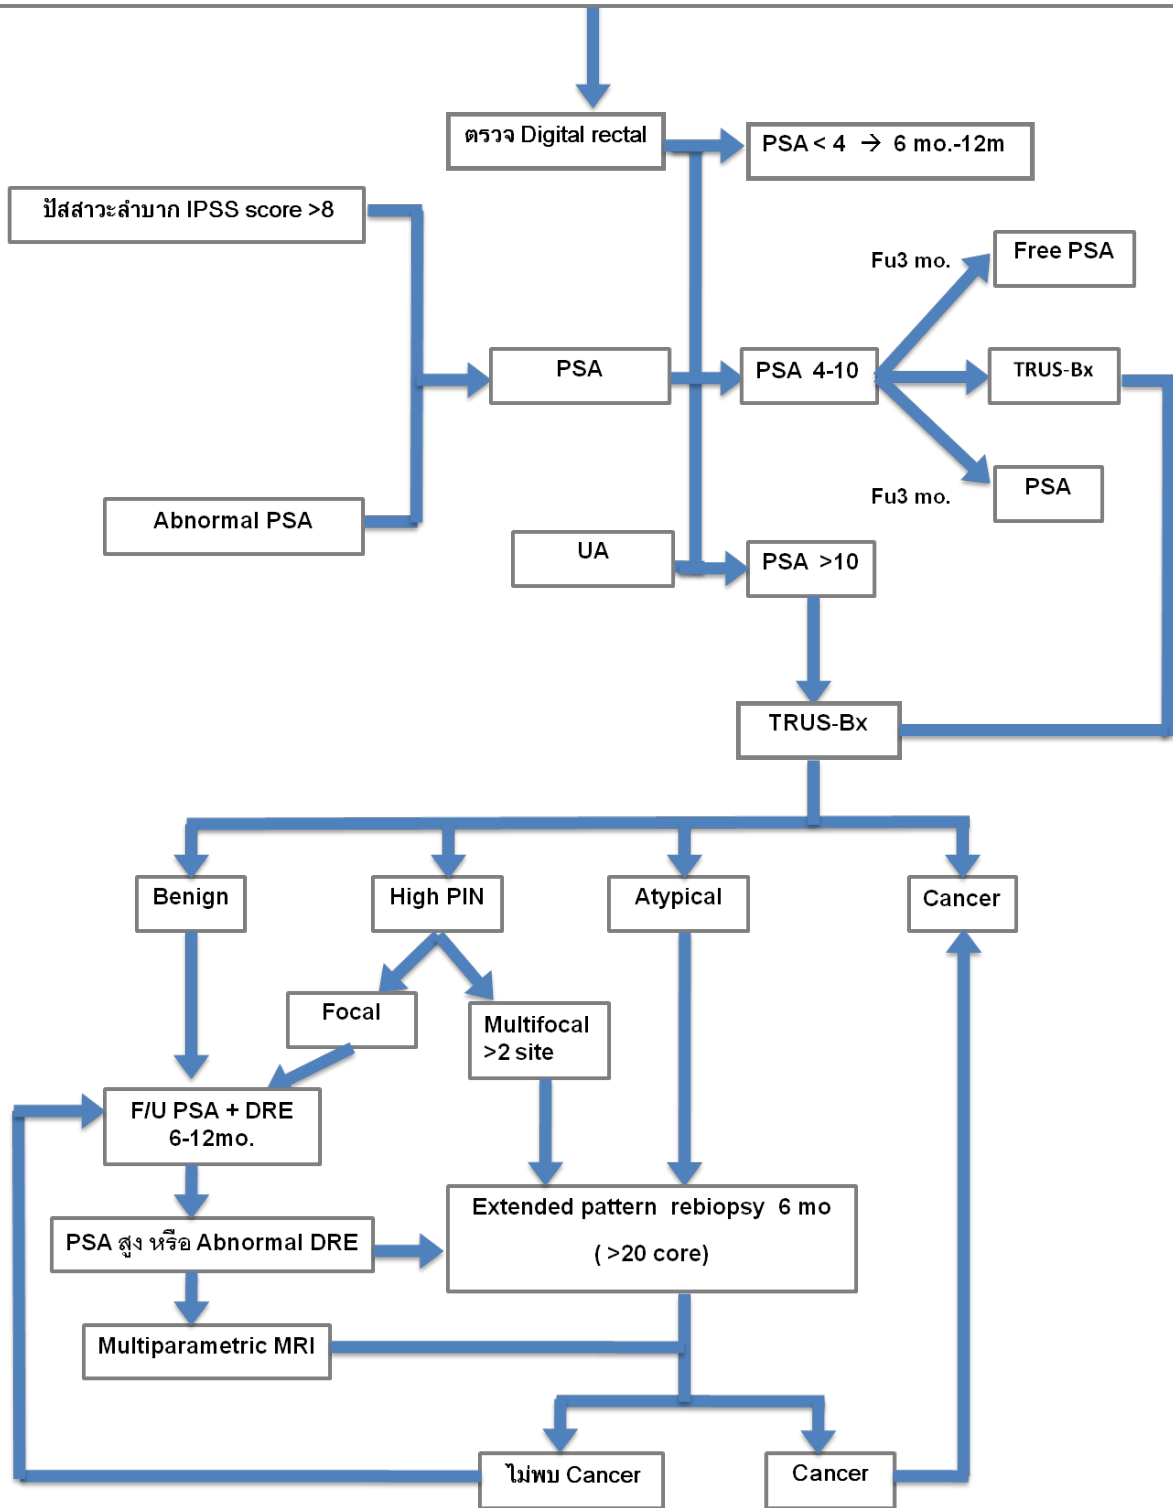 ตรวจ Digital rectal
PSA < 4 → 6 mo.-12m
ปัสสาวะลำบาก IPSS score >8
Fu3 mo.
Free PSA
PSA
PSA 4-10
TRUS-Bx
Fu3 mo.
PSA
Abnormal PSA
UA
PSA >10
TRUS-Bx
Benign
High PIN
Atypical
Cancer
Focal
Multifocal
>2 site
F/U PSA + DRE
6-12mo.
Extended pattern rebiopsy 6 mo
( >20 core)
PSA สูง หรือ Abnormal DRE
Multiparametric MRI
ไม่พบ Cancer
Cancer